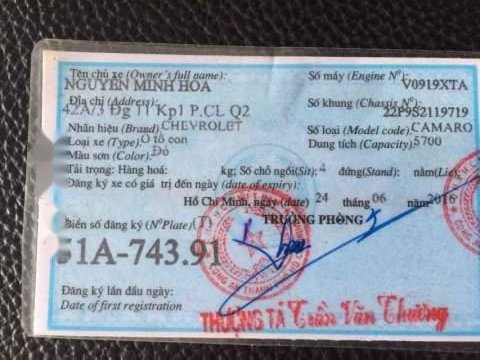 Tên chủ xe (Owner's full name):
NGUYỄN MINH HÒA
Địa chỉ (Address):
42A/3 Đg 11 Kp1 P.CL Q2
Nhãn hiệu (Brand): CHEVROLET
Loại xe (Type): Ô tô con
Màu sơn (Color): Đỏ
Số máy (Engine Nº):
V0919XTA
Số khung (Chassis Nº):
22P9S2119719
Số loại (Model code): CAMARO
Dung tích (Capacity): 5700
Tải trọng: Hàng hoá: kg; Số chỗ ngồi(Sit): 4 đứng(Stand): nằm(Lie):
Đăng ký xe có giá trị đến ngày (date of expiry):
Hồ Chí Minh, ngày (date) 24 tháng 06 năm 2016
Biển số đăng ký (NºPlate) (T) TRƯỞNG PHÒNG
51A-743.91
Đăng ký lần đầu ngày:
Date of first registration
THƯỢNG TÁ Trần Văn Thương